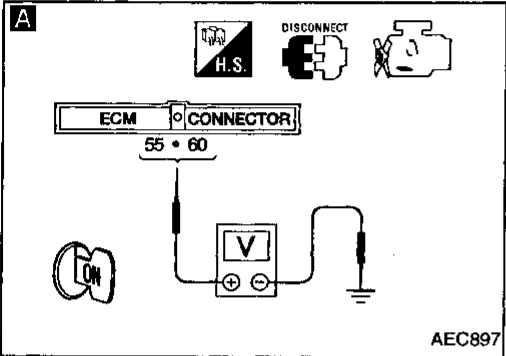 A
DISCONNECT
H.S.
ECM CONNECTOR
55 • 60
V
⊕ ⊖
ON
AEC897